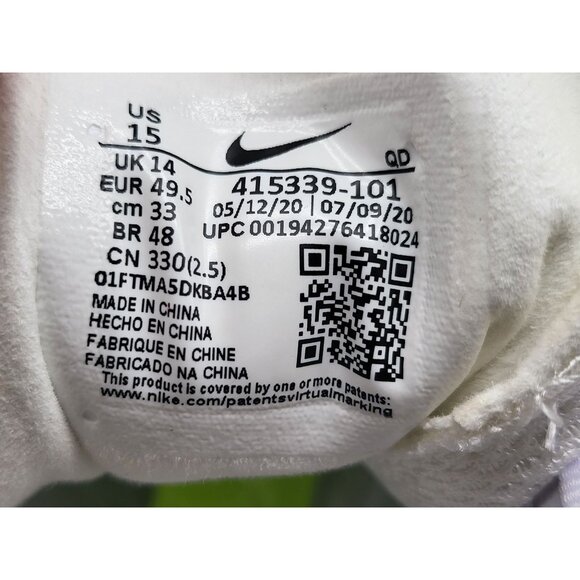 US
15
UK 14
EUR 49.5
cm 33
BR 48
CN 330(2.5)
01FTMA5DKBA4B
MADE IN CHINA
HECHO EN CHINA
FABRIQUE EN CHINE
FABRICADO NA CHINA
QD
415339-101
05/12/20 | 07/09/20
UPC 00194276418024
This product is covered by one or more patents:
www.nike.com/patentsvirtualmarking